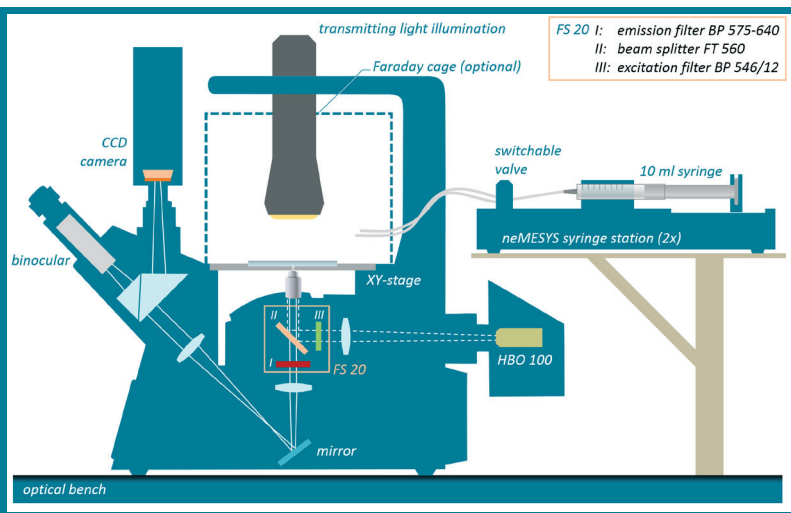 transmitting light illumination
Faraday cage (optional)
FS 20 I: emission filter BP 575-640
II: beam splitter FT 560
III: excitation filter BP 546/12
CCD
camera
switchable
valve
10 ml syringe
binocular
neMESYS syringe station (2x)
XY-stage
II
III
I
FS 20
HBO 100
mirror
optical bench